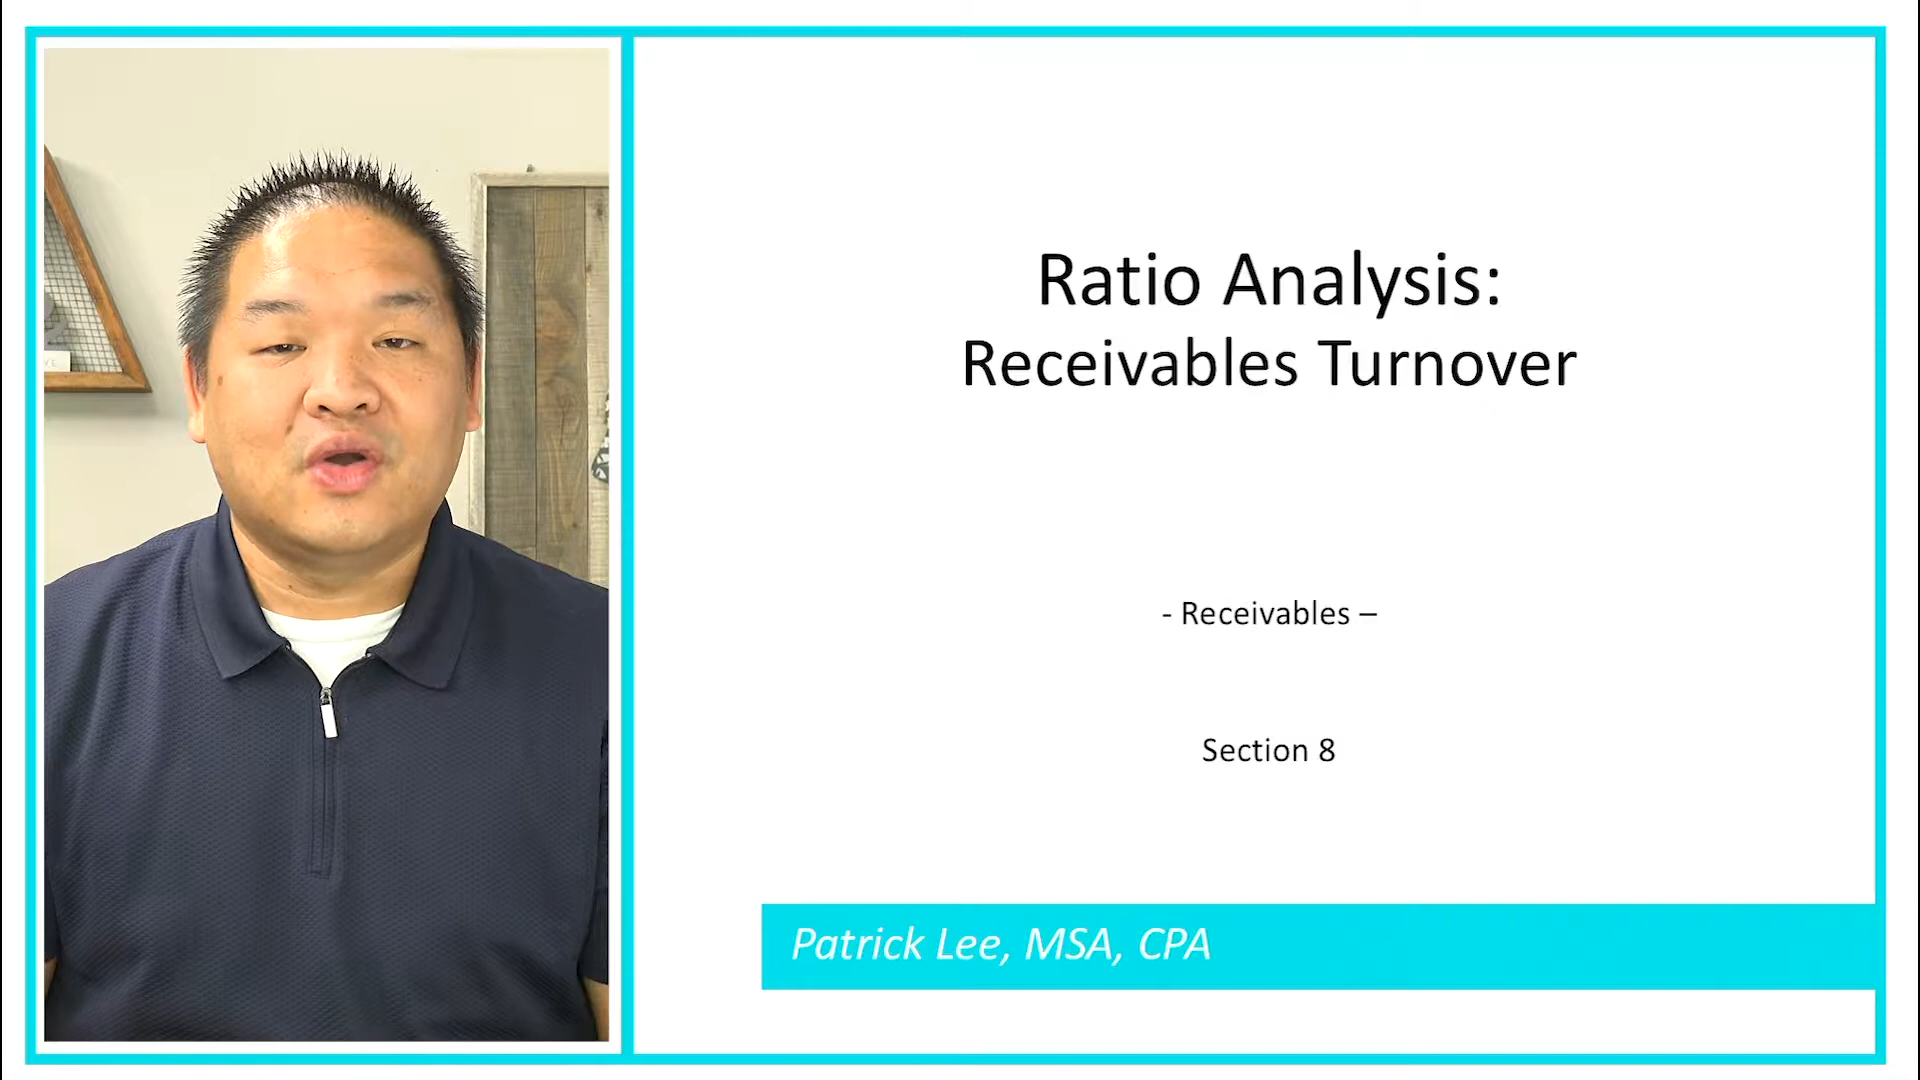 Ratio Analysis:
Receivables Turnover
- Receivables –
Section 8
Patrick Lee, MSA, CPA